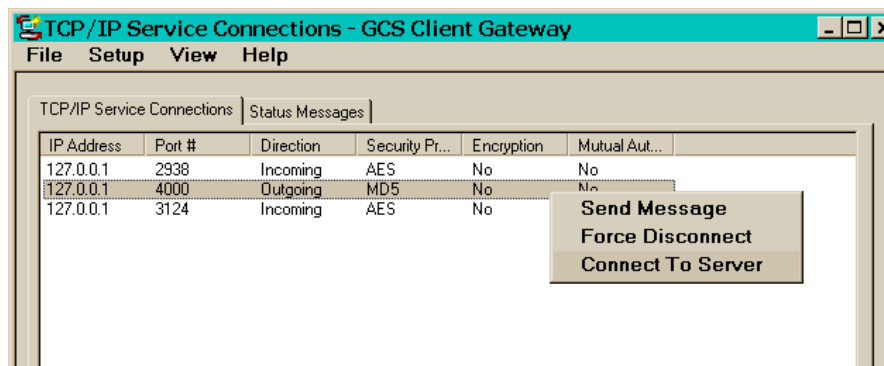 TCP/IP Service Connections - GCS Client Gateway
File Setup View Help
TCP/IP Service Connections Status Messages
IP Address Port # Direction Security Pr... Encryption Mutual Aut...
127.0.0.1 2938 Incoming AES No No
127.0.0.1 4000 Outgoing MD5 No No
127.0.0.1 3124 Incoming AES No
Send Message
Force Disconnect
Connect To Server